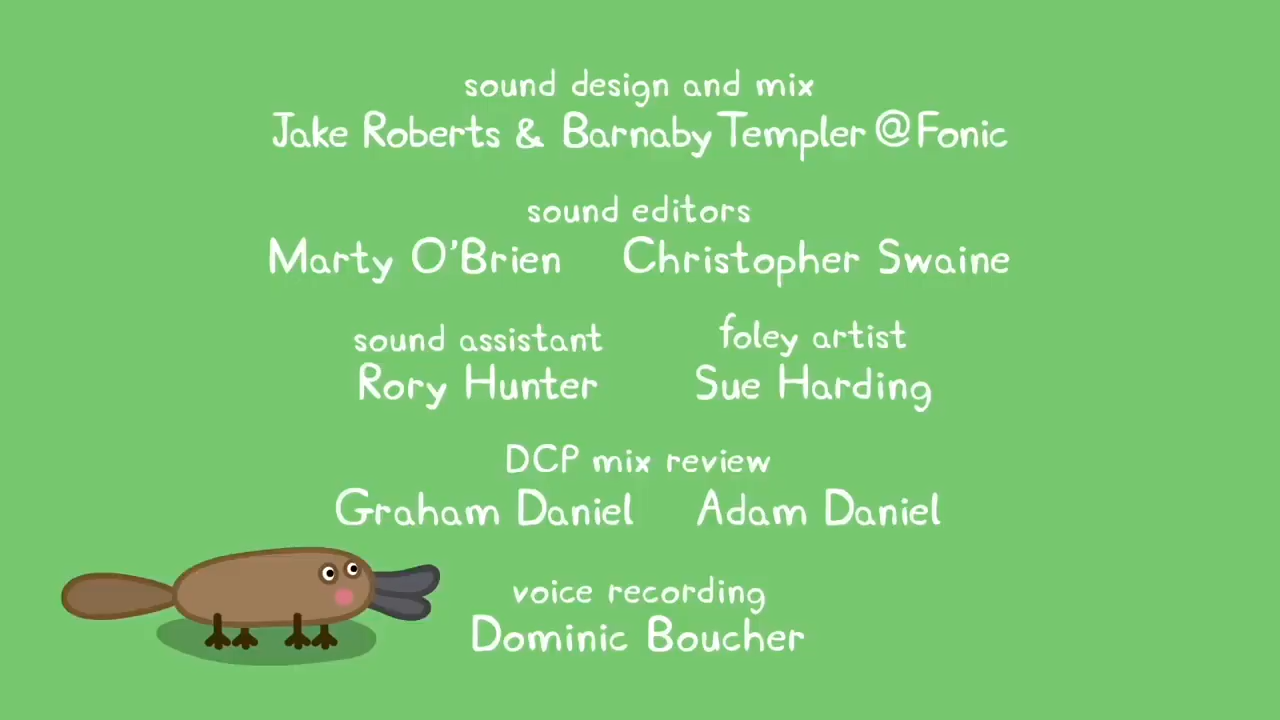 sound design and mix
Jake Roberts & Barnaby Templer @ Fonic
sound editors
Marty O'Brien Christopher Swaine
sound assistant foley artist
Rory Hunter Sue Harding
DCP mix review
Graham Daniel Adam Daniel
voice recording
Dominic Boucher